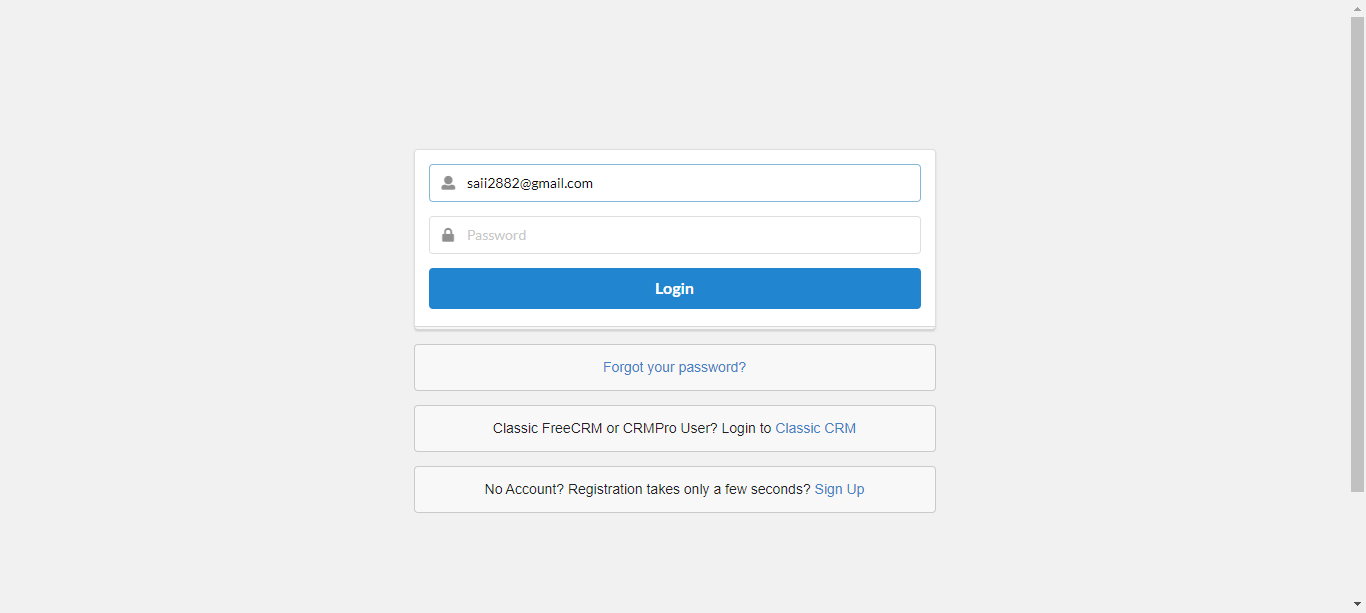 saii2882@gmail.com
Password
Login
Forgot your password?
Classic FreeCRM or CRMPro User? Login to Classic CRM
No Account? Registration takes only a few seconds? Sign Up